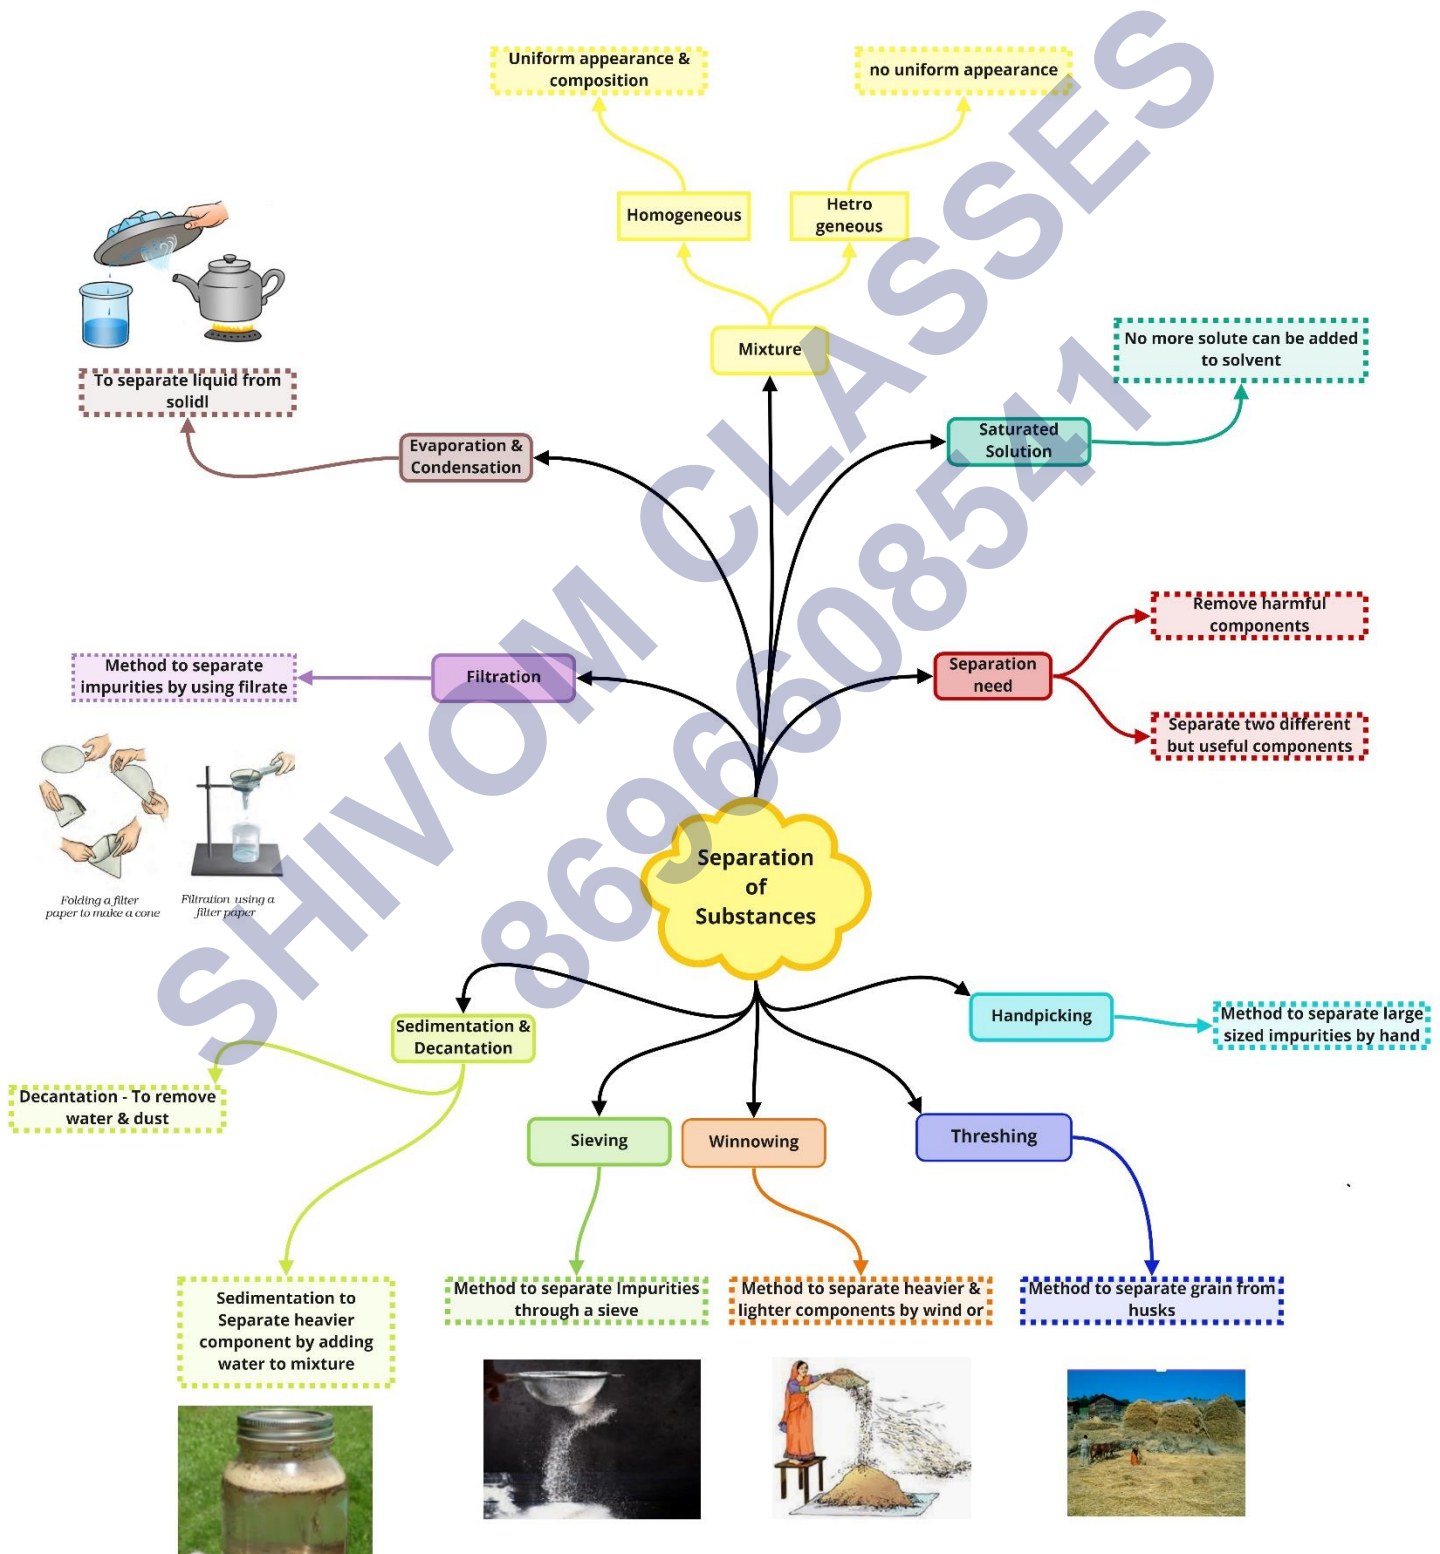 Uniform appearance &
composition
no uniform appearance
Homogeneous
Hetro
geneous
Mixture
No more solute can be added
to solvent
Saturated
Solution
To separate liquid from
solidl
Evaporation &
Condensation
Remove harmful
components
Separation
need
Separate two different
but useful components
Method to separate
impurities by using filrate
Filtration
Folding a filter
paper to make a cone
Filtration using a
filter paper
Separation
of
Substances
Handpicking
Method to separate large
sized impurities by hand
Sedimentation &
Decantation
Decantation - To remove
water & dust
Sieving
Winnowing
Threshing
Sedimentation to
Separate heavier
component by adding
water to mixture
Method to separate Impurities
through a sieve
Method to separate heavier &
lighter components by wind or
Method to separate grain from
husks
SHIVOM CLASSES
8696608541